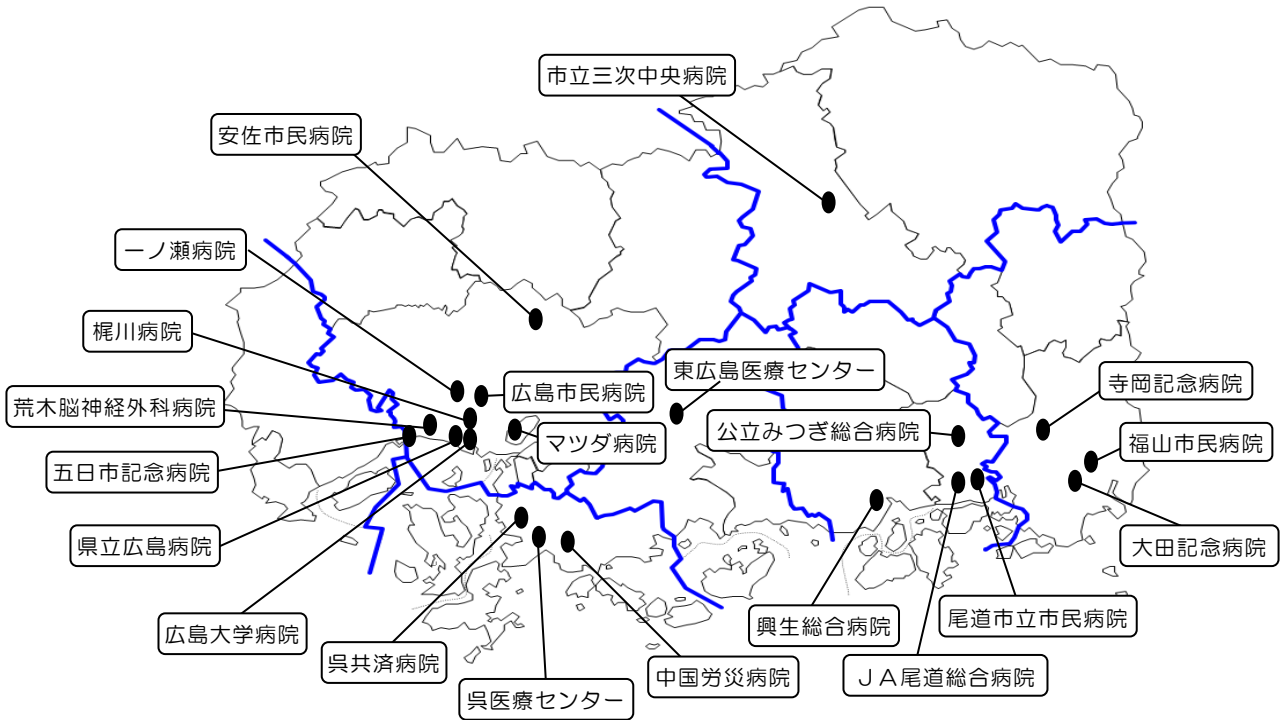 市立三次中央病院
安佐市民病院
一ノ瀬病院
梶川病院
広島市民病院
東広島医療センター
寺岡記念病院
荒木脳神経外科病院
マツダ病院
公立みつぎ総合病院
福山市民病院
五日市記念病院
県立広島病院
大田記念病院
広島大学病院
呉共済病院
呉医療センター
中国労災病院
興生総合病院
尾道市立市民病院
ＪＡ尾道総合病院